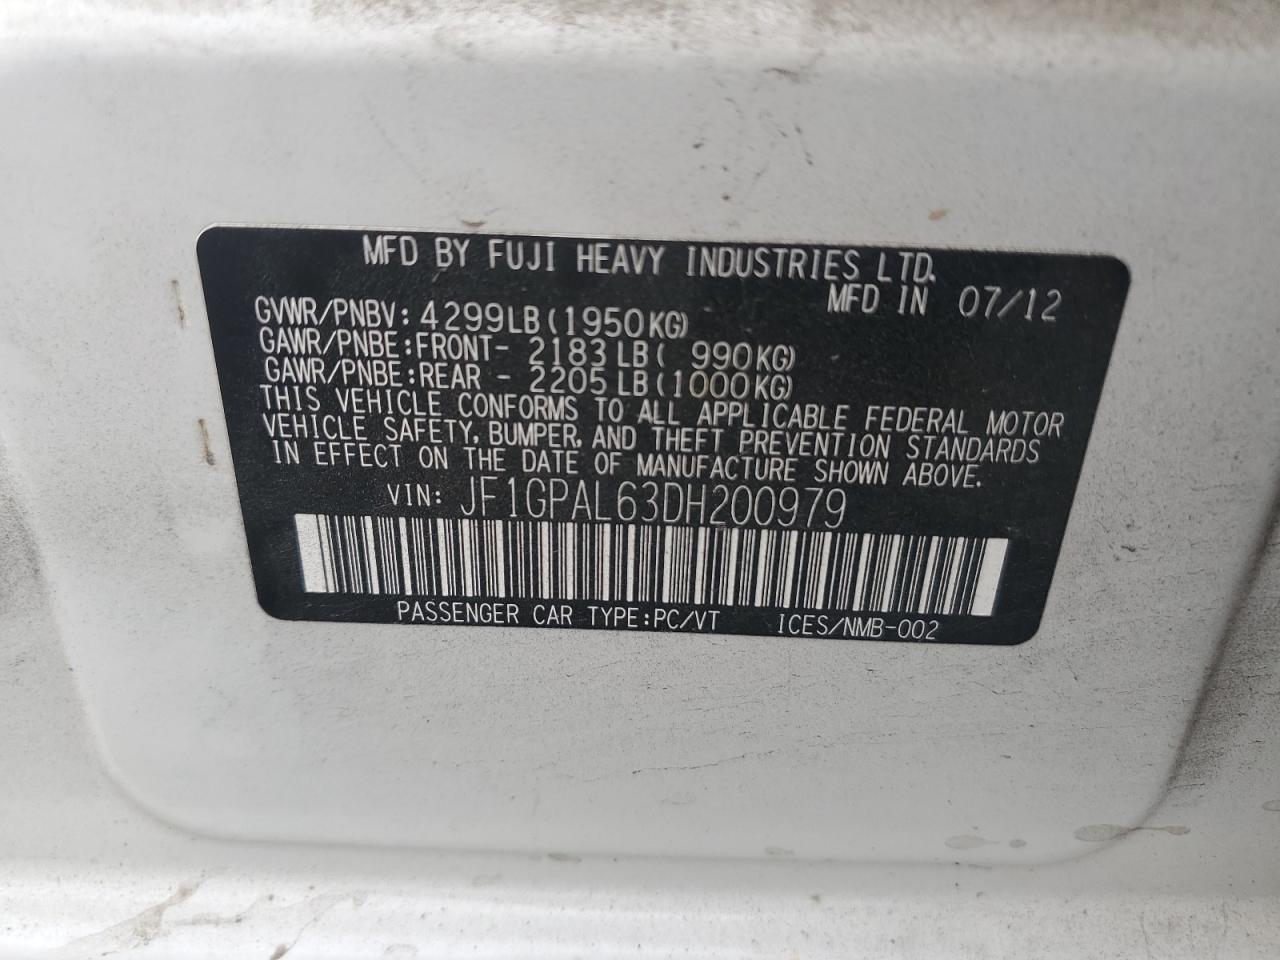 MFD BY FUJI HEAVY INDUSTRIES LTD.
MFD IN 07/12
GVWR/PNBV: 4299LB(1950KG)
GAWR/PNBE:FRONT- 2183LB( 990KG)
GAWR/PNBE:REAR - 2205LB(1000KG)
THIS VEHICLE CONFORMS TO ALL APPLICABLE FEDERAL MOTOR
VEHICLE SAFETY, BUMPER, AND THEFT PREVENTION STANDARDS
IN EFFECT ON THE DATE OF MANUFACTURE SHOWN ABOVE.
VIN: JF1GPAL63DH200979
PASSENGER CAR TYPE:PC/VT ICES/NMB-002